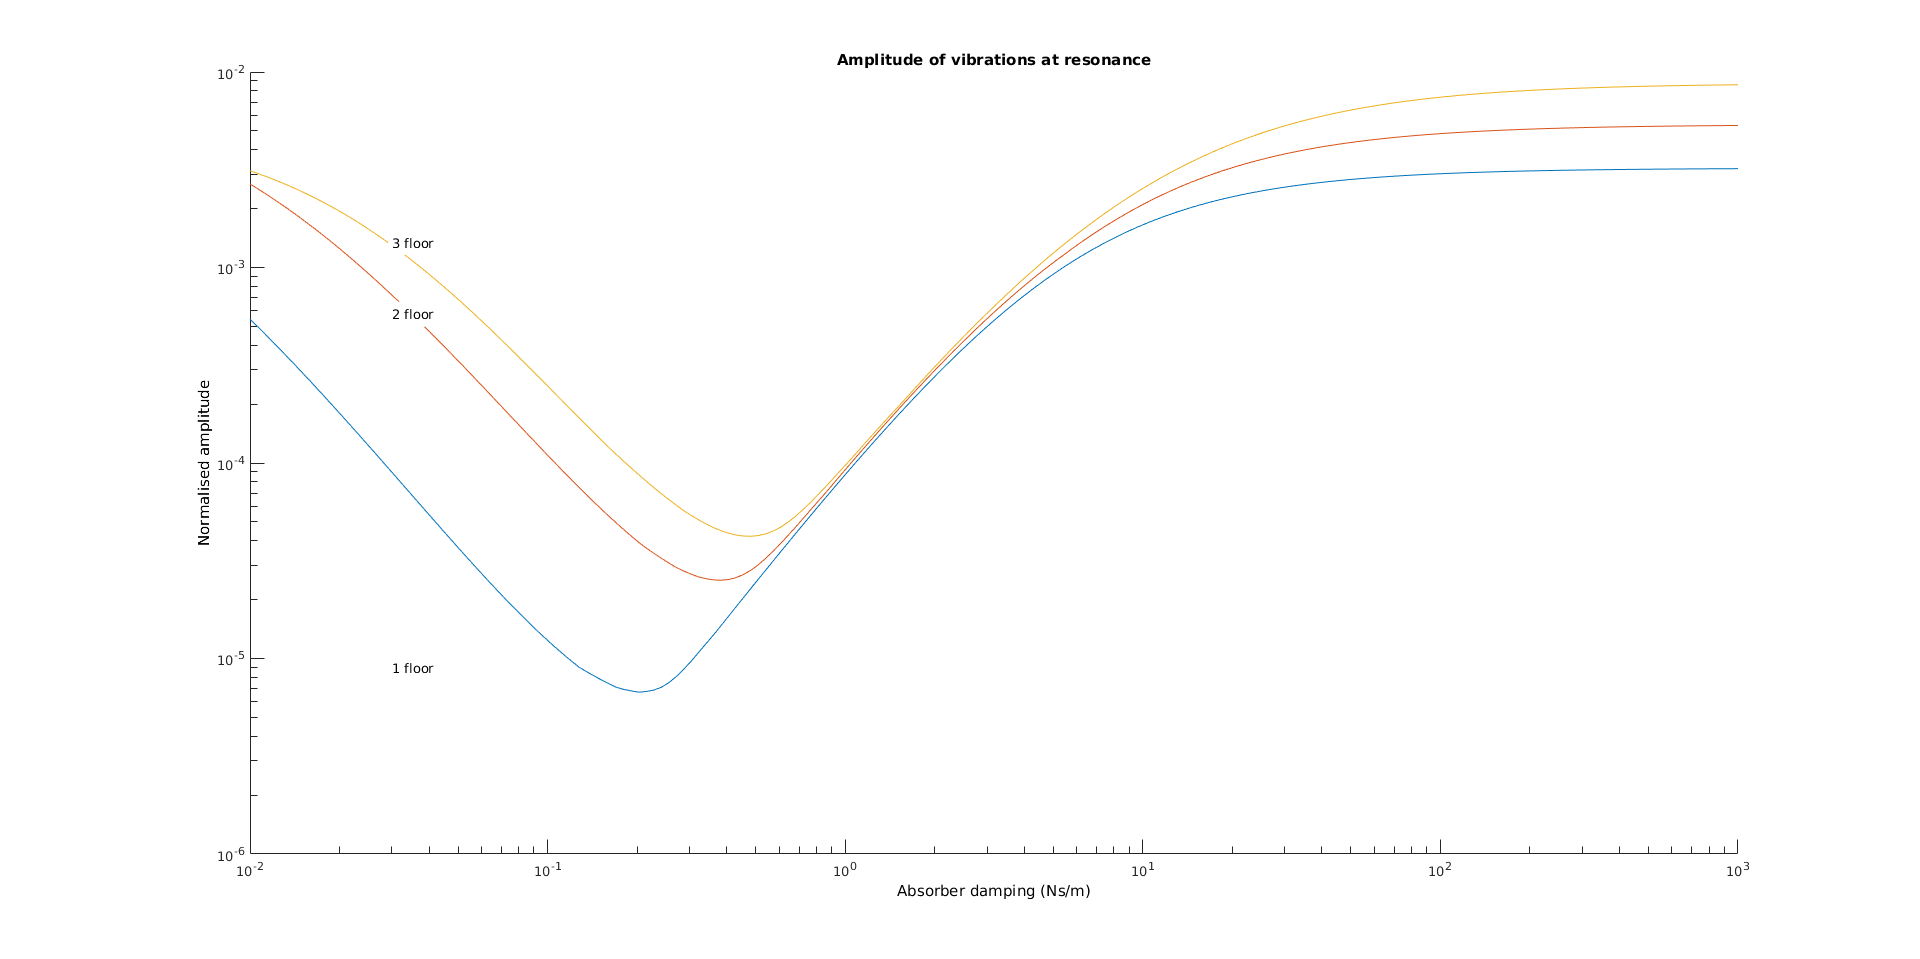 Amplitude of vibrations at resonance
10^-2
10^-3
10^-4
10^-5
10^-6
Normalised amplitude
3 floor
2 floor
1 floor
10^-2 10^-1 10^0 10^1 10^2 10^3
Absorber damping (Ns/m)